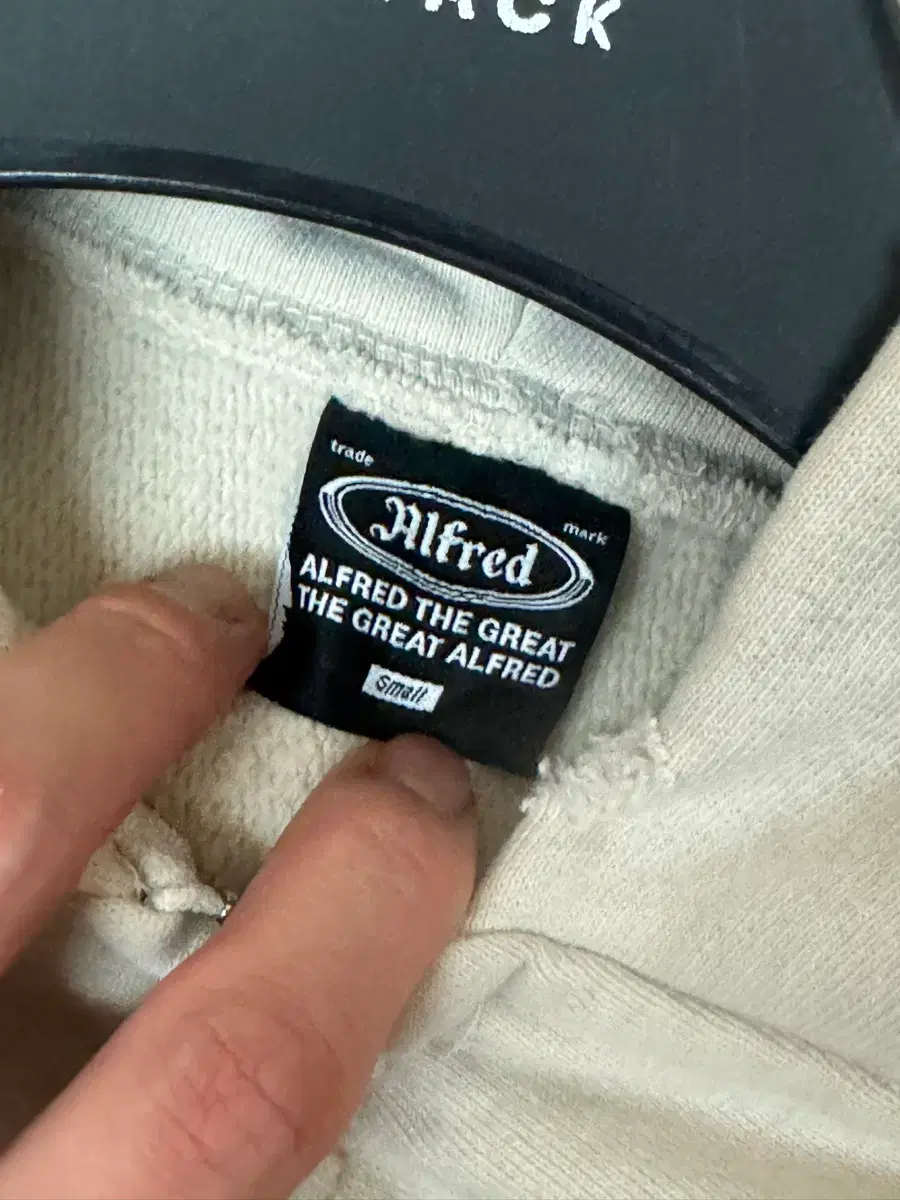 ACK
trade
mark
Alfred
ALFRED THE GREAT
THE GREAT ALFRED
Small